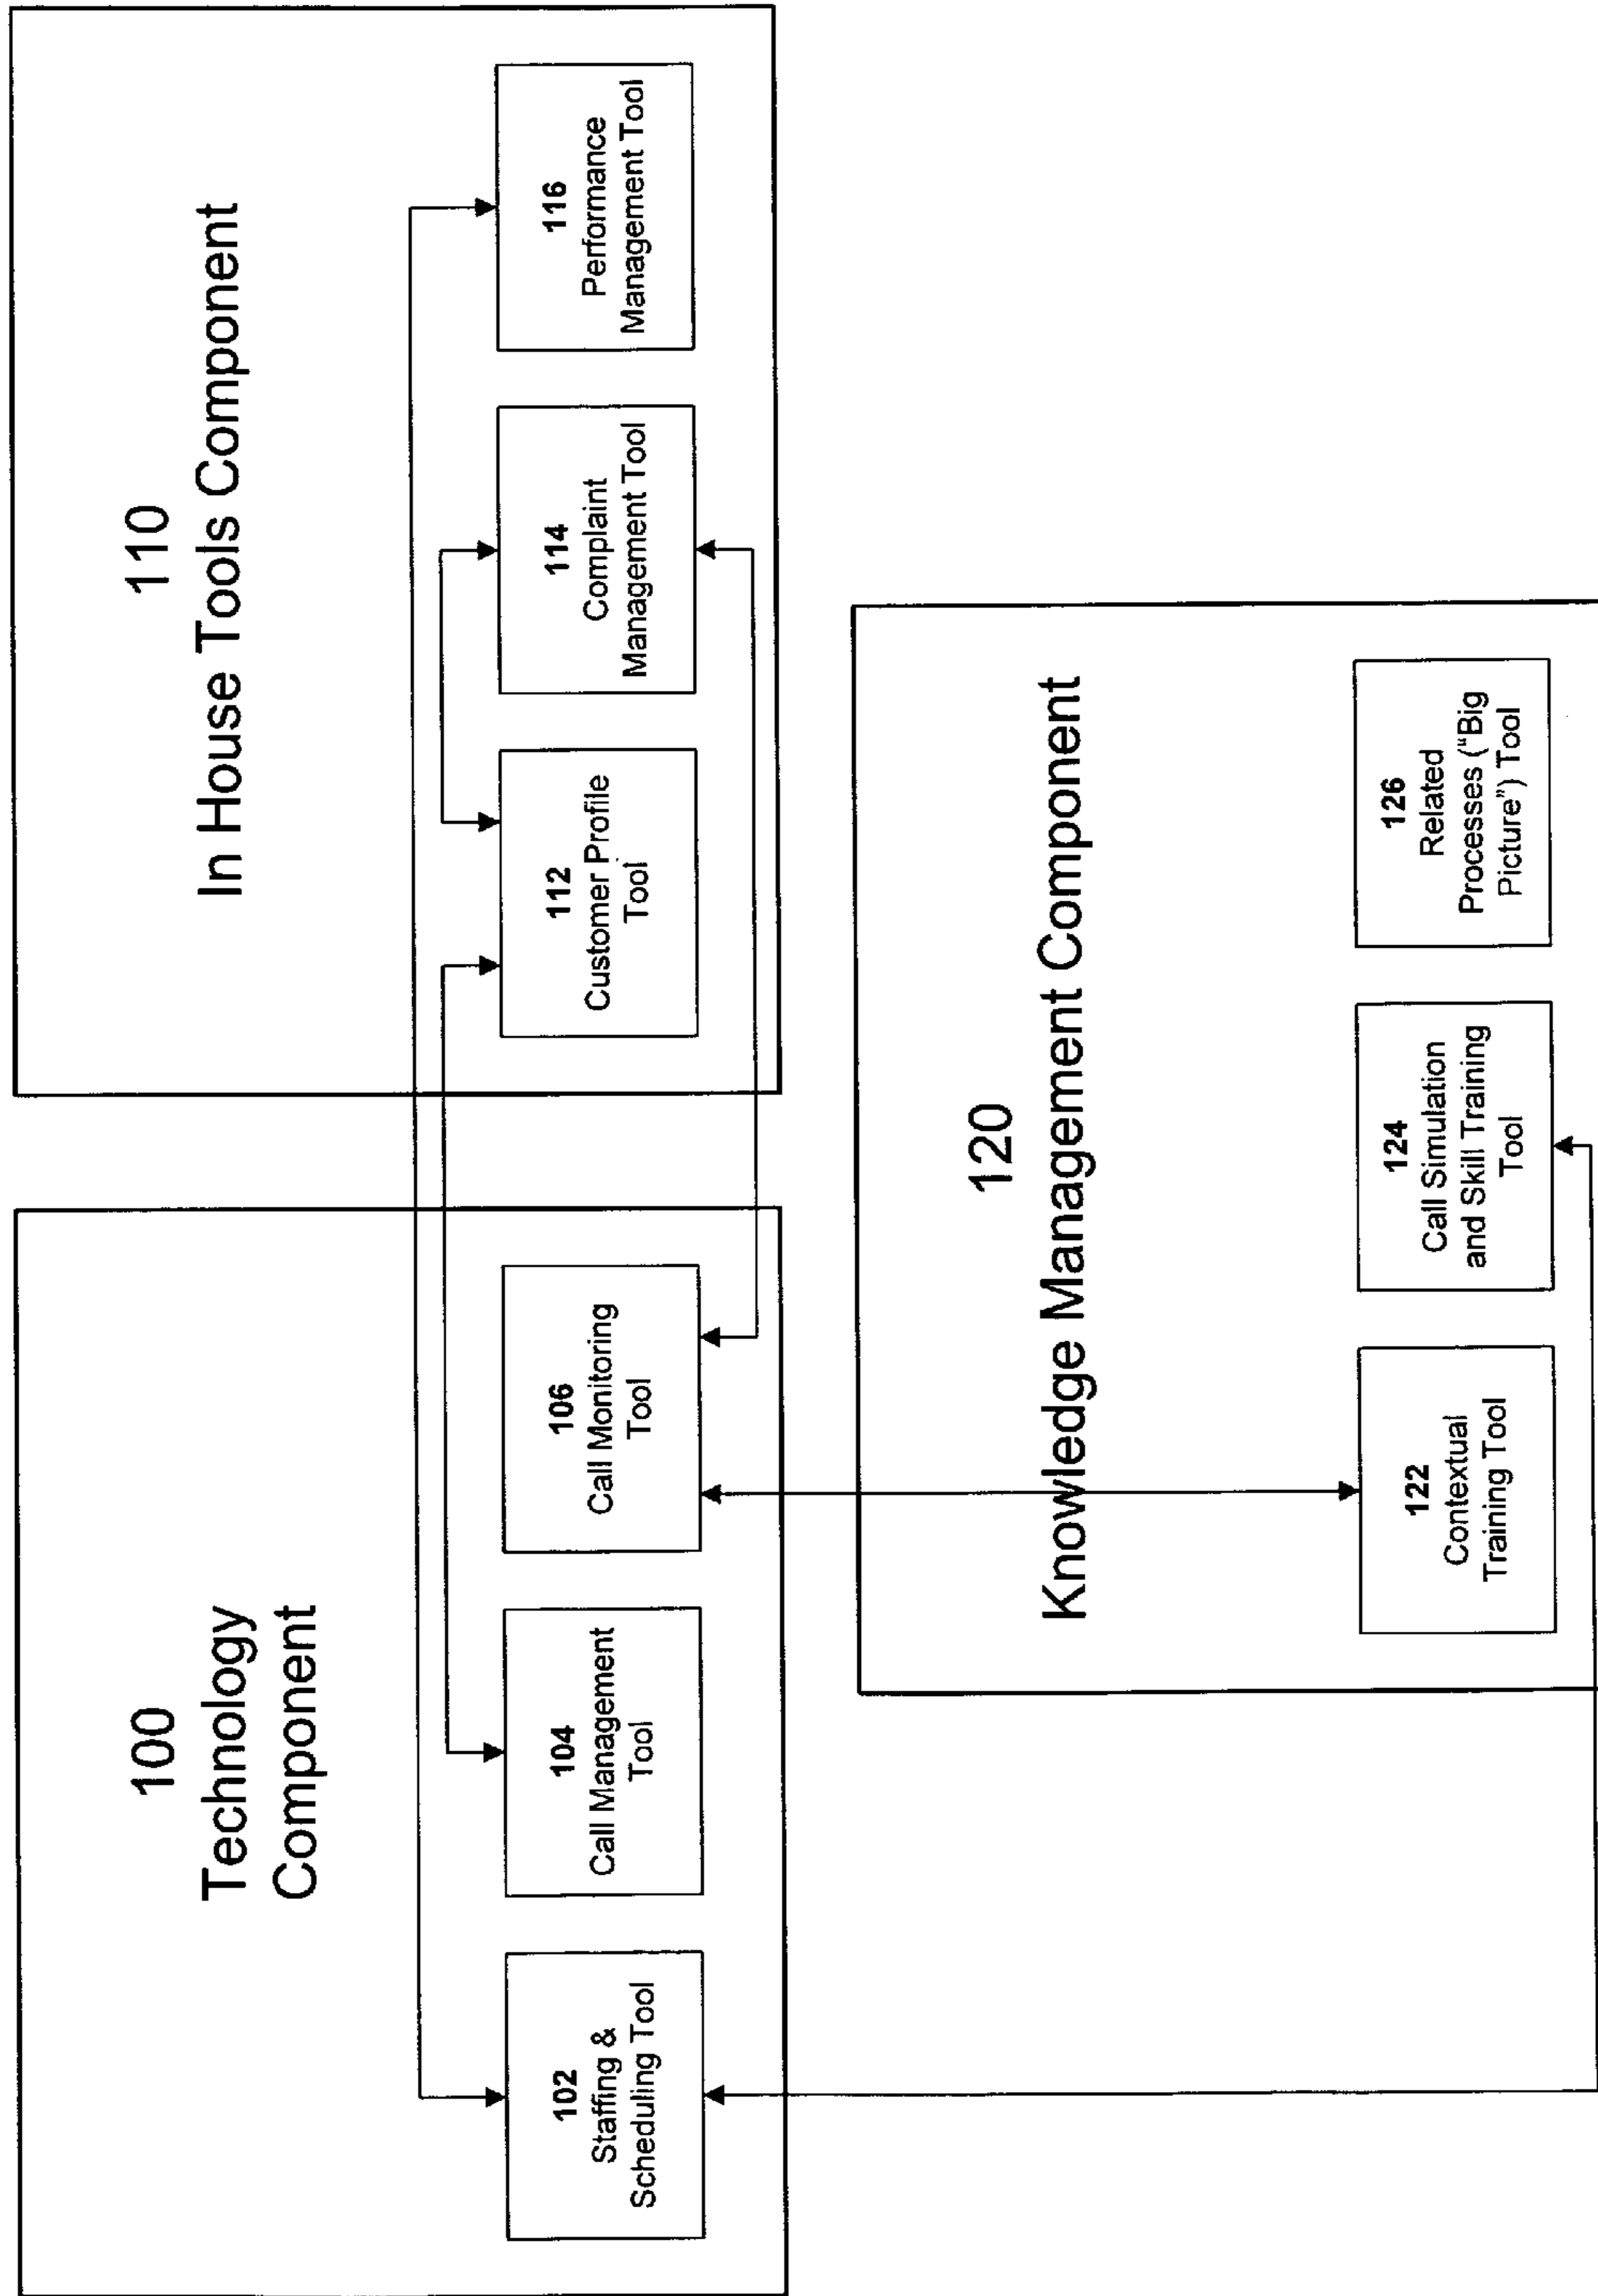 100
Technology
Component
102
Staffing &
Scheduling Tool
104
Call Management
Tool
106
Call Monitoring
Tool
110
In House Tools Component
112
Customer Profile
Tool
114
Complaint
Management Tool
116
Performance
Management Tool
120
Knowledge Management Component
122
Contextual
Training Tool
124
Call Simulation
and Skill Training
Tool
126
Related
Processes (“Big
Picture”) Tool